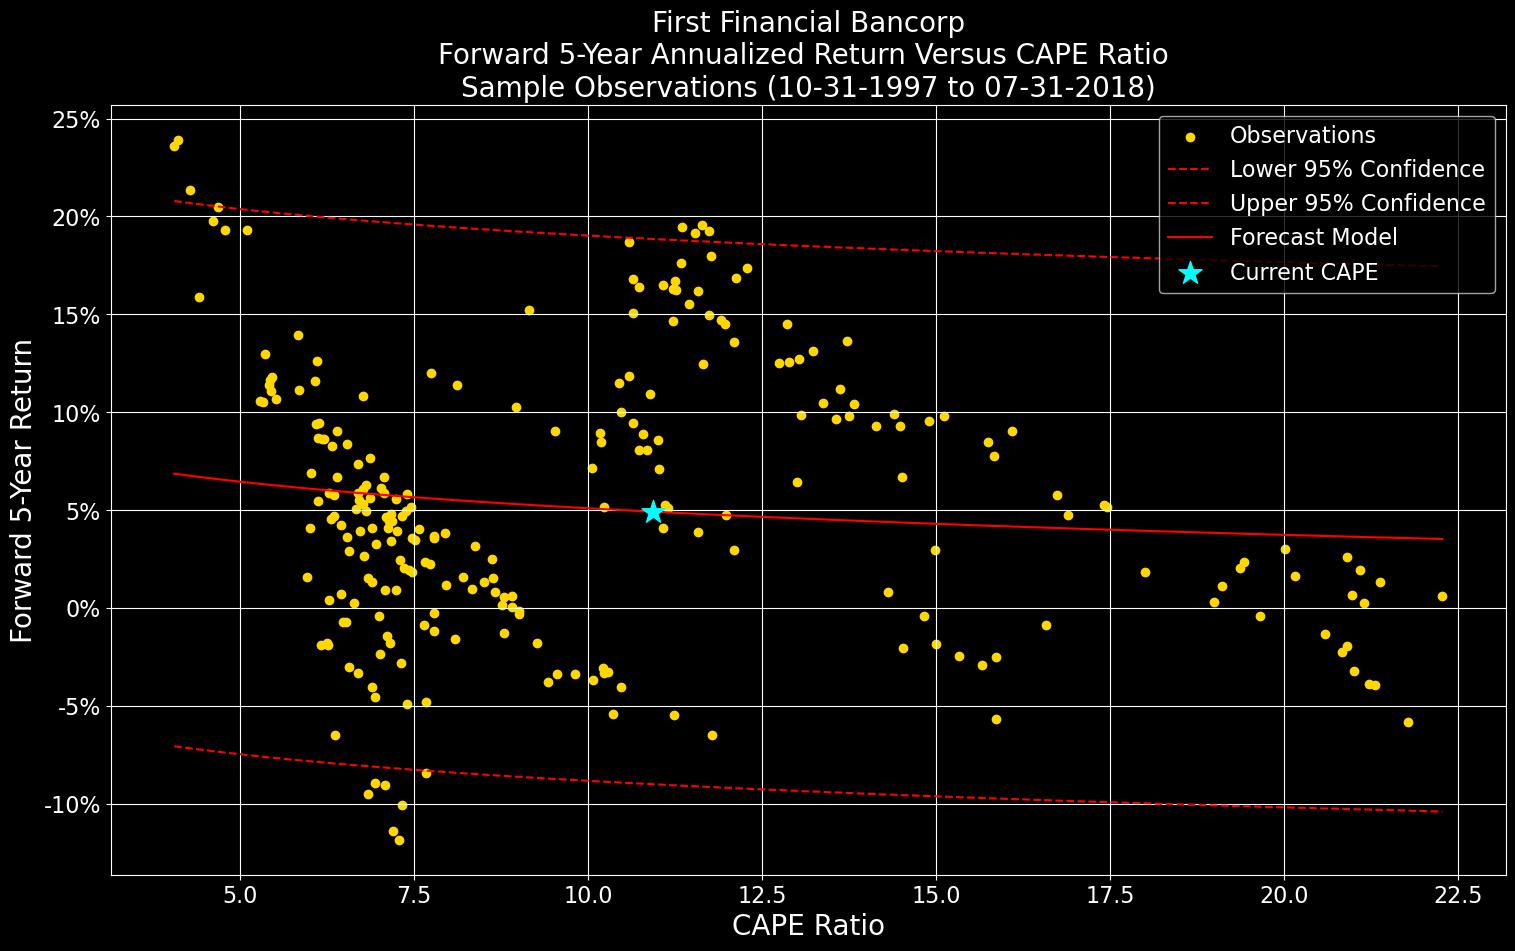 First Financial Bancorp
Forward 5-Year Annualized Return Versus CAPE Ratio
Sample Observations (10-31-1997 to 07-31-2018)
Observations
Lower 95% Confidence
Upper 95% Confidence
Forecast Model
Current CAPE
Forward 5-Year Return
25%
20%
15%
10%
5%
0%
-5%
-10%
5.0 7.5 10.0 12.5 15.0 17.5 20.0 22.5
CAPE Ratio